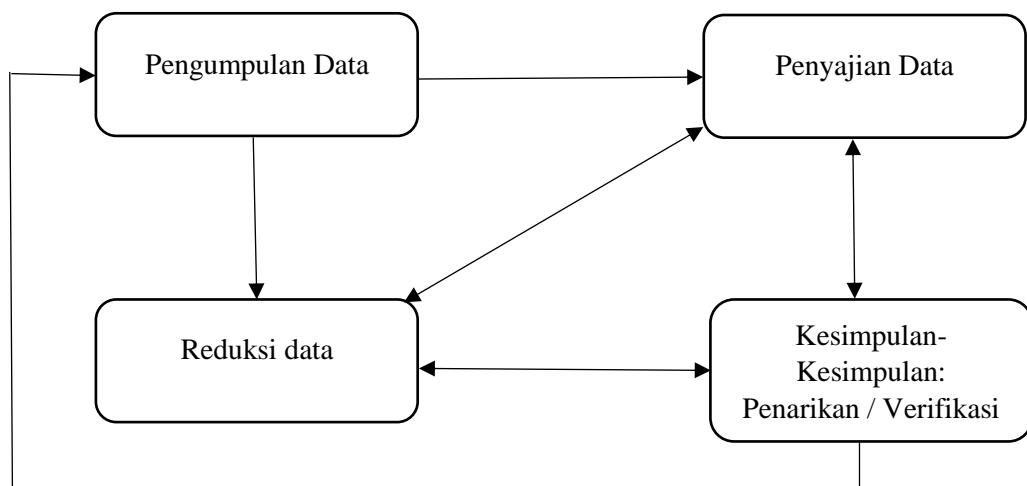 Pengumpulan Data
Penyajian Data
Reduksi data
Kesimpulan-
Kesimpulan:
Penarikan / Verifikasi